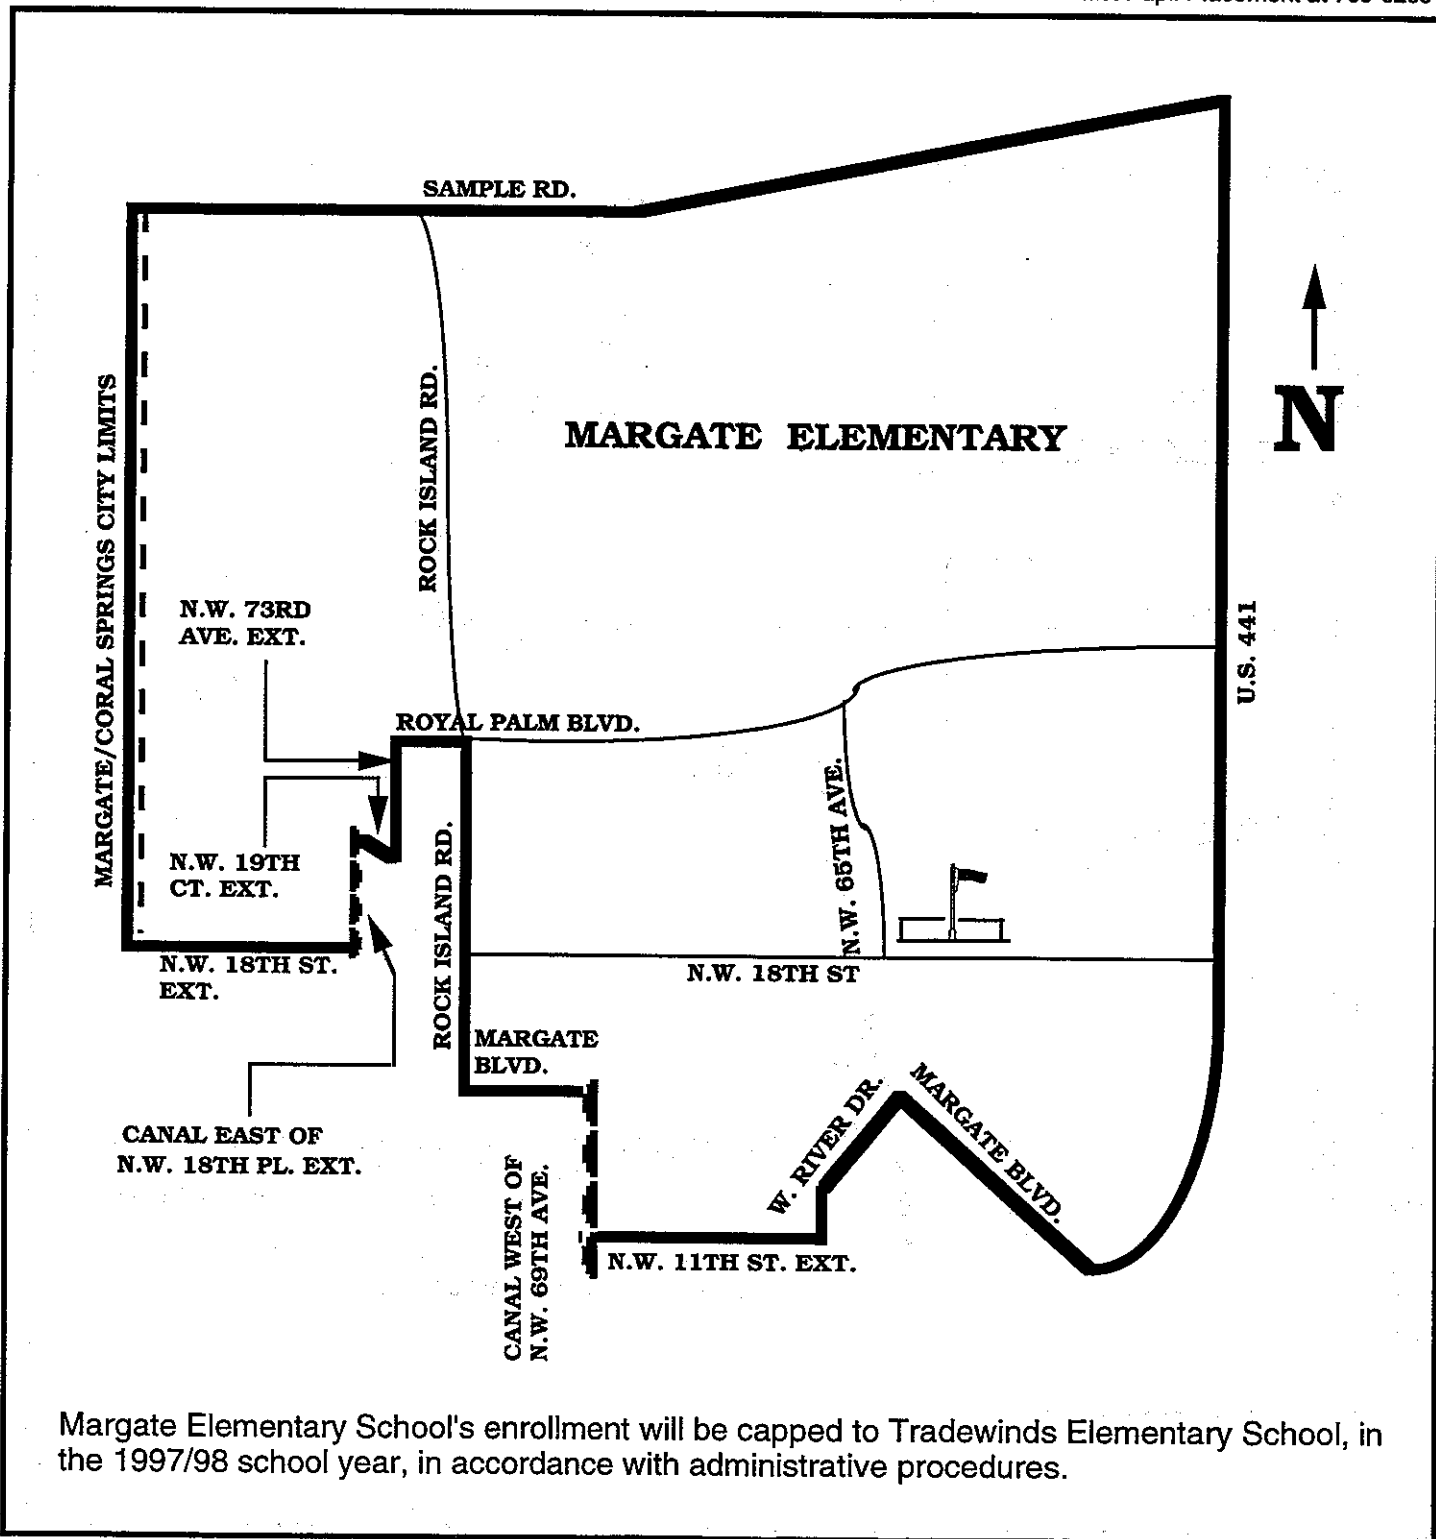 SAMPLE RD.
MARGATE/CORAL SPRINGS CITY LIMITS
ROCK ISLAND RD.
MARGATE ELEMENTARY
N
N.W. 73RD
AVE. EXT.
U.S. 441
ROYAL PALM BLVD.
N.W. 65TH AVE.
N.W. 19TH
CT. EXT.
ROCK ISLAND RD.
N.W. 18TH ST.
EXT.
N.W. 18TH ST
MARGATE
BLVD.
W. RIVER DR.
MARGATE BLVD.
CANAL EAST OF
N.W. 18TH PL. EXT.
CANAL WEST OF
N.W. 69TH AVE.
N.W. 11TH ST. EXT.
Margate Elementary School's enrollment will be capped to Tradewinds Elementary School, in
the 1997/98 school year, in accordance with administrative procedures.